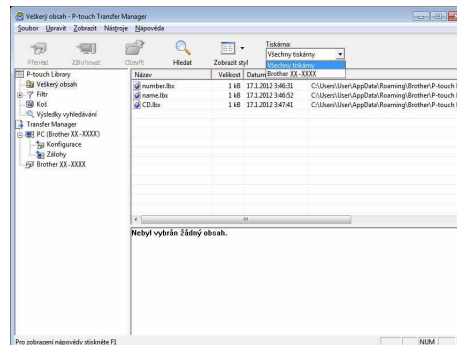 Veškerý obsah - P-touch Transfer Manager
Soubor Upravit Zobrazit Nástroje Nápověda
Přenést Zálohovat Otevřít Hledat Zobrazit styl
Tiskárna:
Všechny tiskárny
Všechny tiskárny
Brother XX-XXXX
P-touch Library
Veškerý obsah
Filtr
Koš
Výsledky vyhledávání
Transfer Manager
PC (Brother XX-XXXX)
Konfigurace
Zálohy
Brother XX-XXXX
Název Velikost Datum
number.lbx 1 kB 17.1.2012 3:46:31 C:\Users\User\AppData\Roaming\Brother\P-touch
name.lbx 1 kB 17.1.2012 3:46:52 C:\Users\User\AppData\Roaming\Brother\P-touch
CD.lbx 1 kB 17.1.2012 3:47:41 C:\Users\User\AppData\Roaming\Brother\P-touch
Nebyl vybrán žádný obsah.
Pro zobrazení nápovědy stiskněte F1
NUM